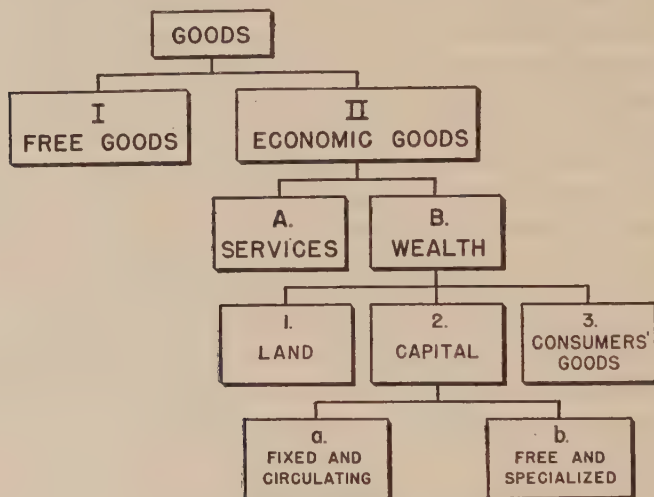 GOODS
I
FREE GOODS
II
ECONOMIC GOODS
A.
SERVICES
B.
WEALTH
1.
LAND
2.
CAPITAL
3.
CONSUMERS'
GOODS
a.
FIXED AND
CIRCULATING
b.
FREE AND
SPECIALIZED